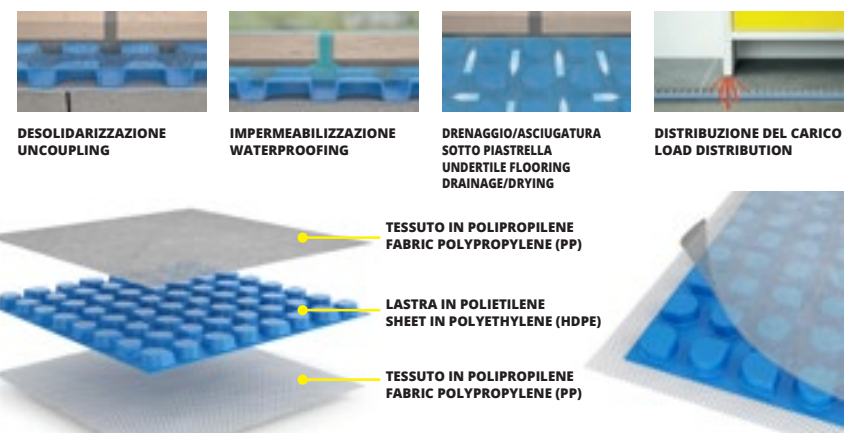 DESOLIDARIZZAZIONE
UNCOUPLING
IMPERMEABILIZZAZIONE
WATERPROOFING
DRENAGGIO/ASCIUGATURA
SOTTO PIASTRELLA
UNDERTILE FLOORING
DRAINAGE/DRYING
DISTRIBUZIONE DEL CARICO
LOAD DISTRIBUTION
TESSUTO IN POLIPROPILENE
FABRIC POLYPROPYLENE (PP)
LASTRA IN POLIETILENE
SHEET IN POLYETHYLENE (HDPE)
TESSUTO IN POLIPROPILENE
FABRIC POLYPROPYLENE (PP)